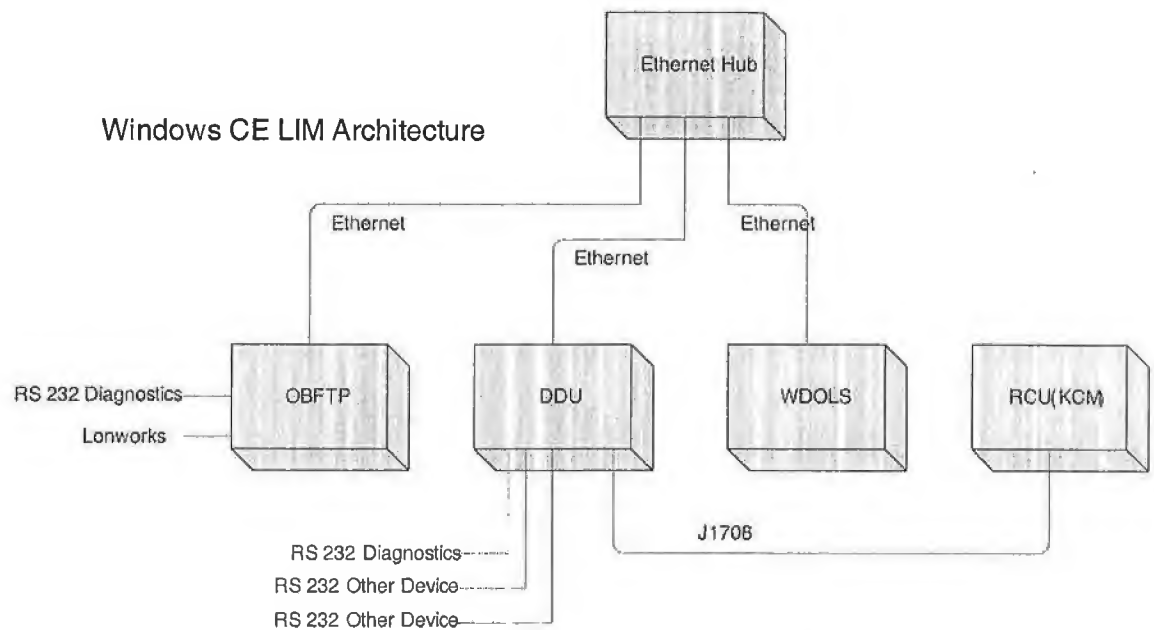 Ethernet Hub
Windows CE LIM Architecture
Ethernet
Ethernet
Ethernet
RS 232 Diagnostics
Lonworks
OBFTP
DDU
WDOLS
RCU(KCM)
J1708
RS 232 Diagnostics
RS 232 Other Device
RS 232 Other Device